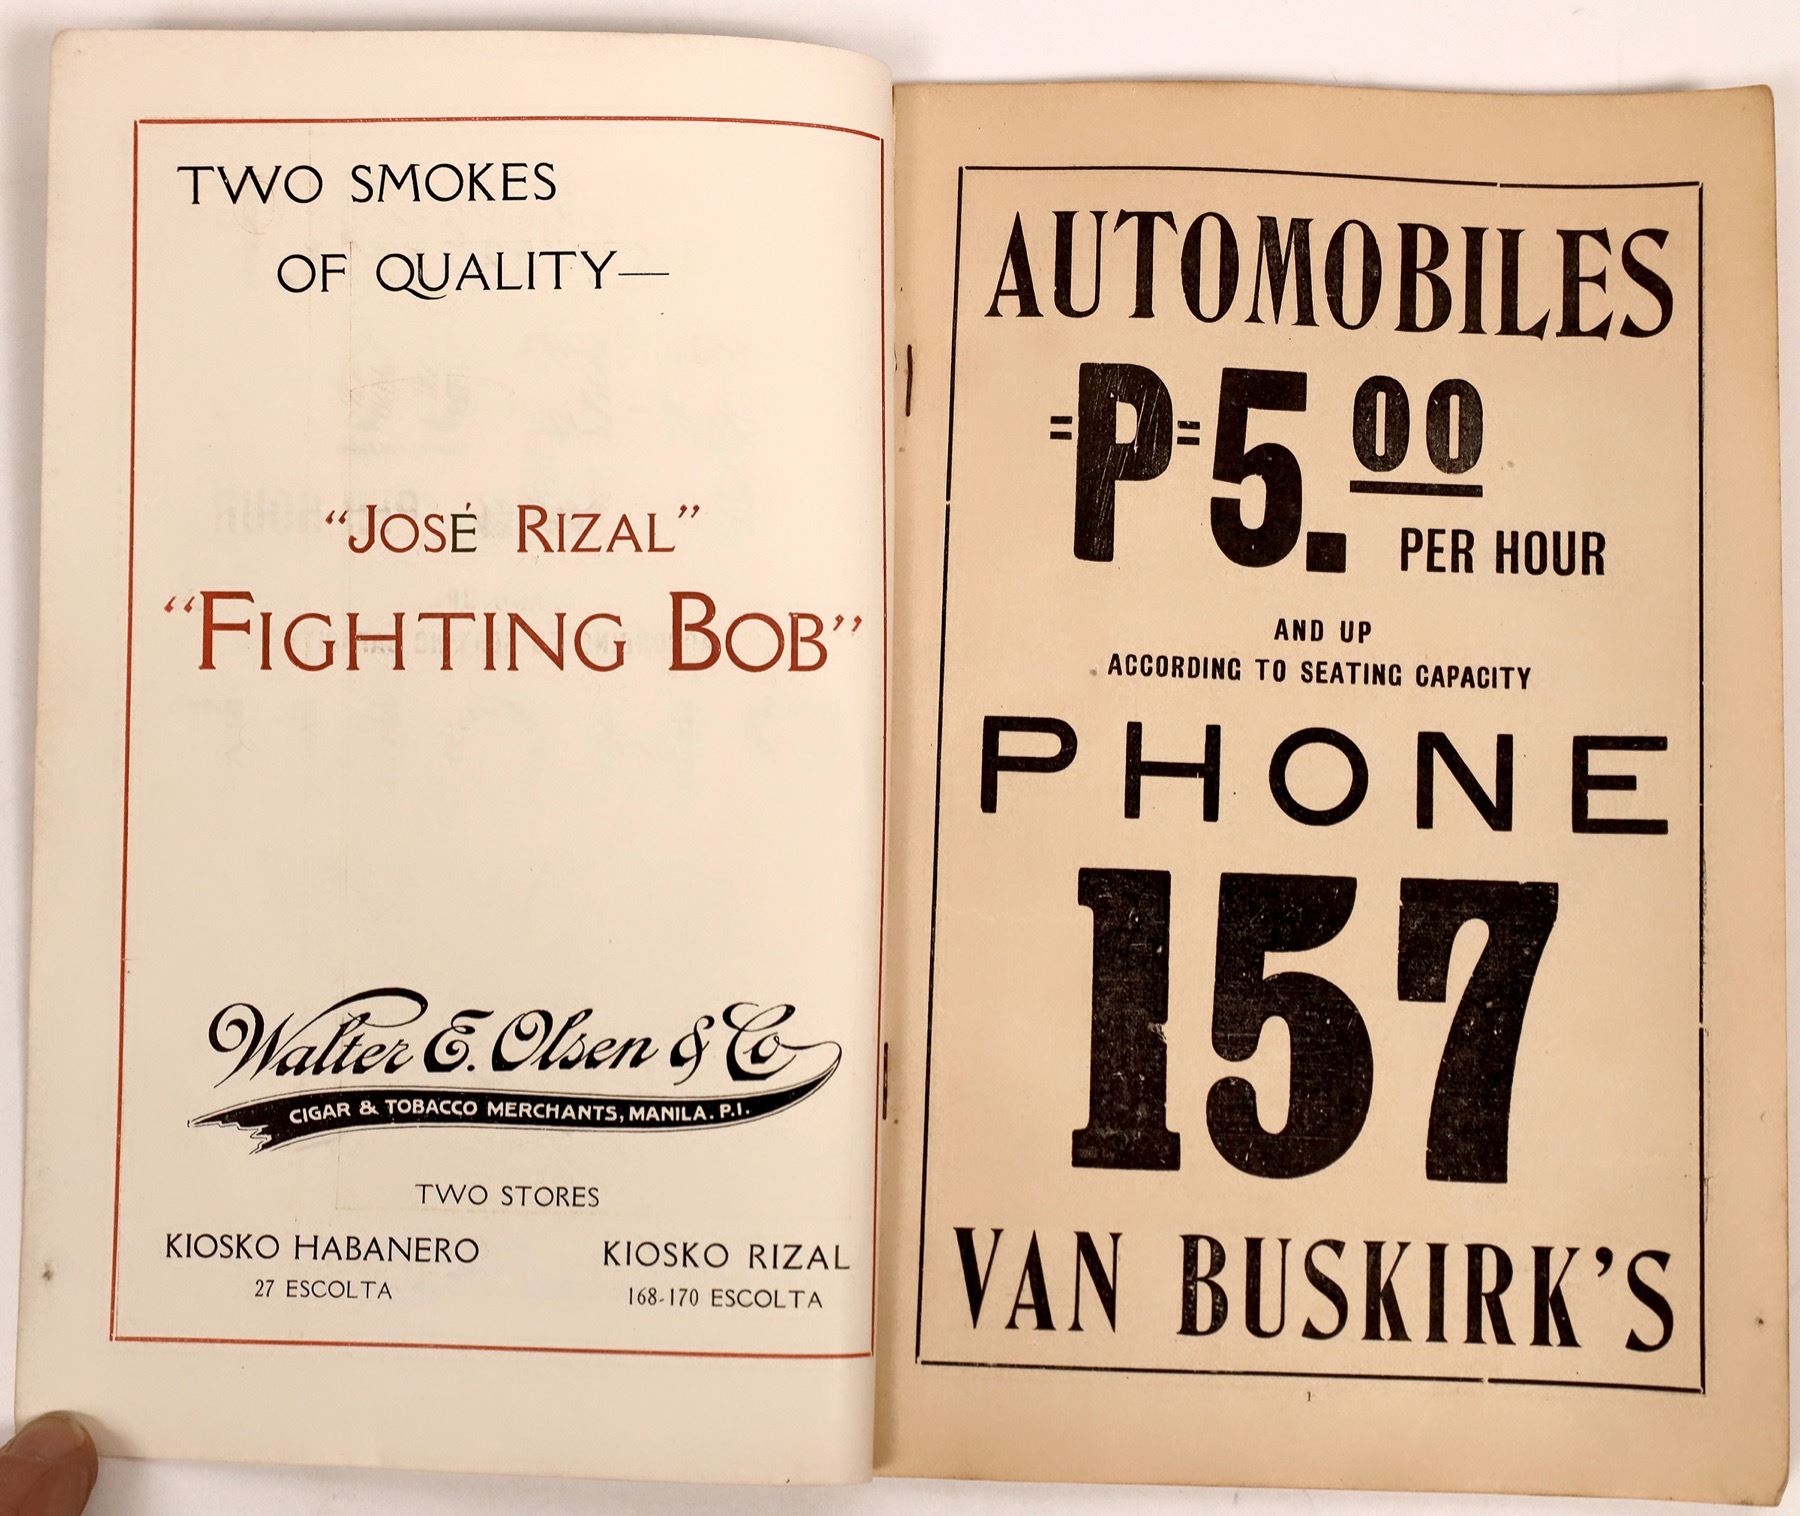 TWO SMOKES
OF QUALITY—
"JOSÉ RIZAL"
"FIGHTING BOB"
Walter E. Olsen & Co
CIGAR & TOBACCO MERCHANTS, MANILA. P.I.
TWO STORES
KIOSKO HABANERO
27 ESCOLTA
KIOSKO RIZAL
168-170 ESCOLTA
AUTOMOBILES
=P=5.00 PER HOUR
AND UP
ACCORDING TO SEATING CAPACITY
PHONE
157
VAN BUSKIRK'S
1